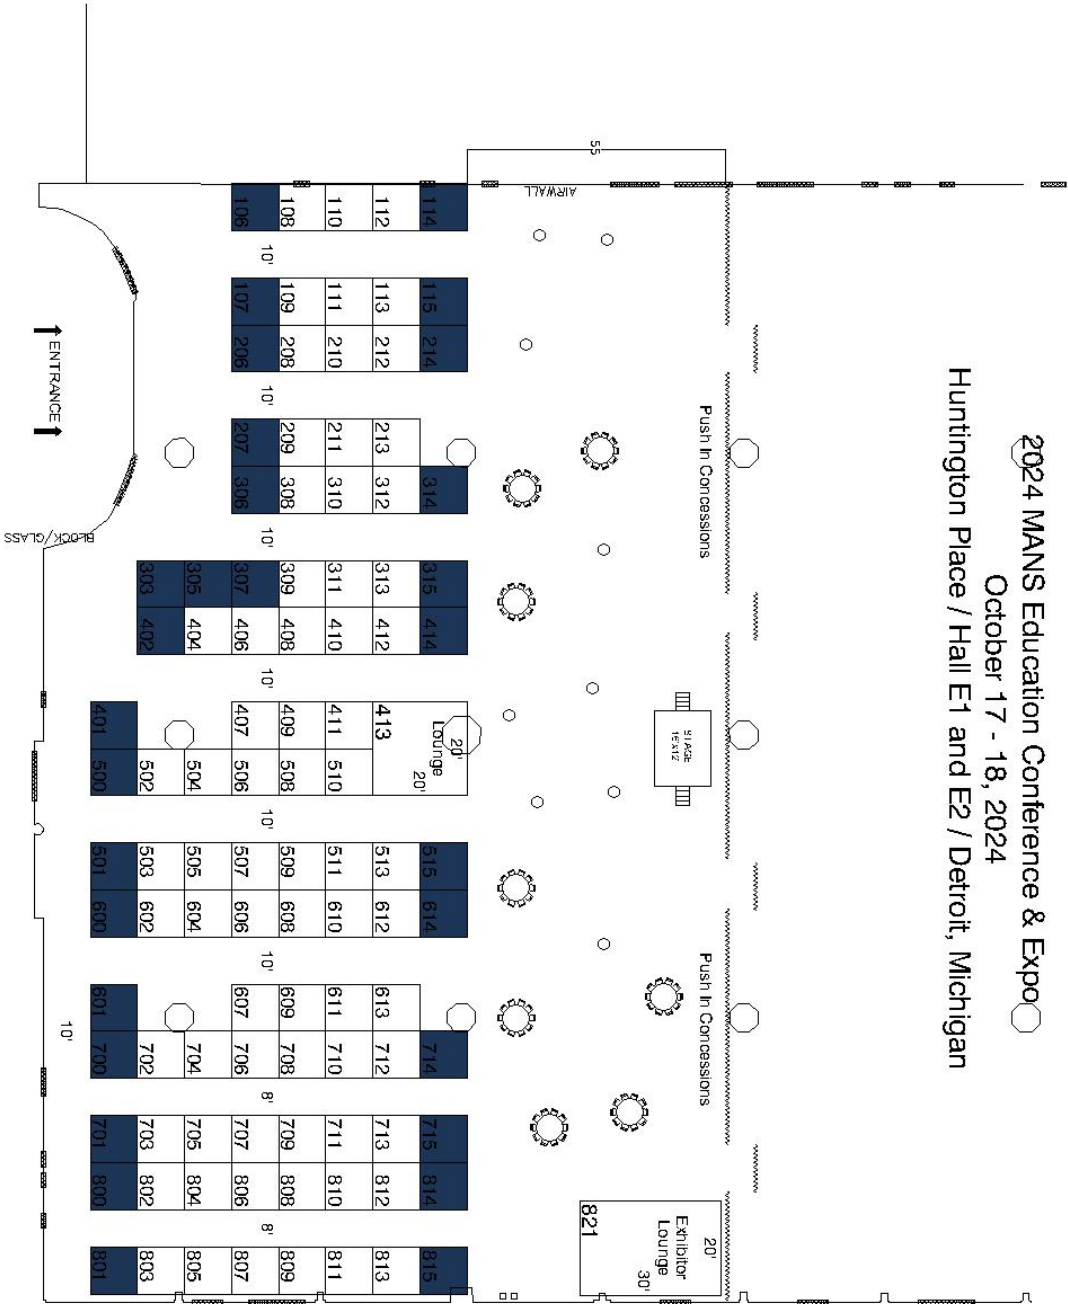 2024 MANS Education Conference & Expo
October 17 - 18, 2024
Huntington Place / Hall E1 and E2 / Detroit, Michigan
Push In Concessions
Push In Concessions
20'
Exhibitor
Lounge
30'
821
STAGE
16'X12'
55
AIRWALL
20'
Lounge
20'
114 115 214 314 315 414 515 614 714 715 814 815
112 113 212 213 312 313 412 413 513 612 613 712 713 812 813
110 111 210 211 310 311 410 411 510 511 610 611 710 711 810 811
108 109 208 209 308 309 408 409 508 509 608 609 708 709 808 809
10' 10' 10' 10' 10' 10' 8' 8'
106 107 206 207 306 307 406 407 506 507 606 607 706 707 806 807
305 404 504 505 604 704 705 804 805
303 402 502 503 602 702 703 802 803
401 500 501 600 601 700 701 800 801
10'
ENTRANCE
BLOCK/GLASS